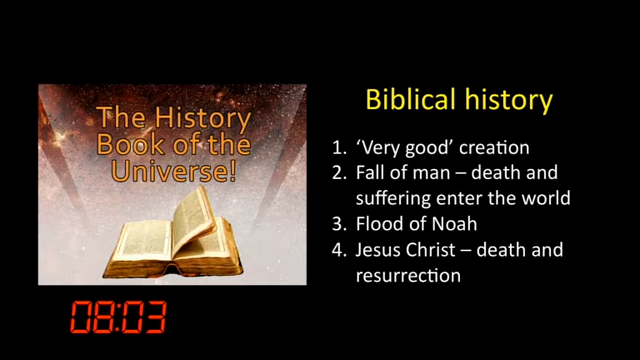 The History
Book of the
Universe!
08:03
Biblical history
1. ‘Very good’ creation
2. Fall of man – death and
suffering enter the world
3. Flood of Noah
4. Jesus Christ – death and
resurrection